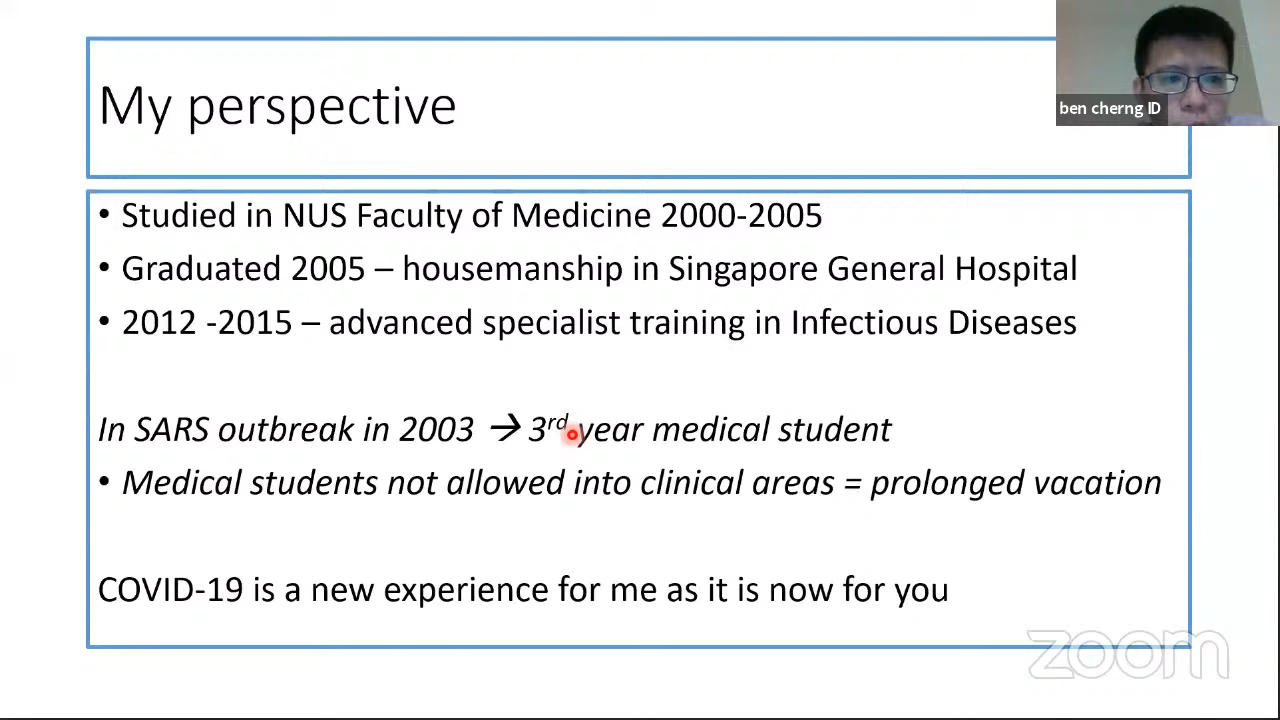 My perspective
ben cherng ID
• Studied in NUS Faculty of Medicine 2000-2005
• Graduated 2005 – housemanship in Singapore General Hospital
• 2012 -2015 – advanced specialist training in Infectious Diseases
In SARS outbreak in 2003 → 3rd year medical student
• Medical students not allowed into clinical areas = prolonged vacation
COVID-19 is a new experience for me as it is now for you
zoom